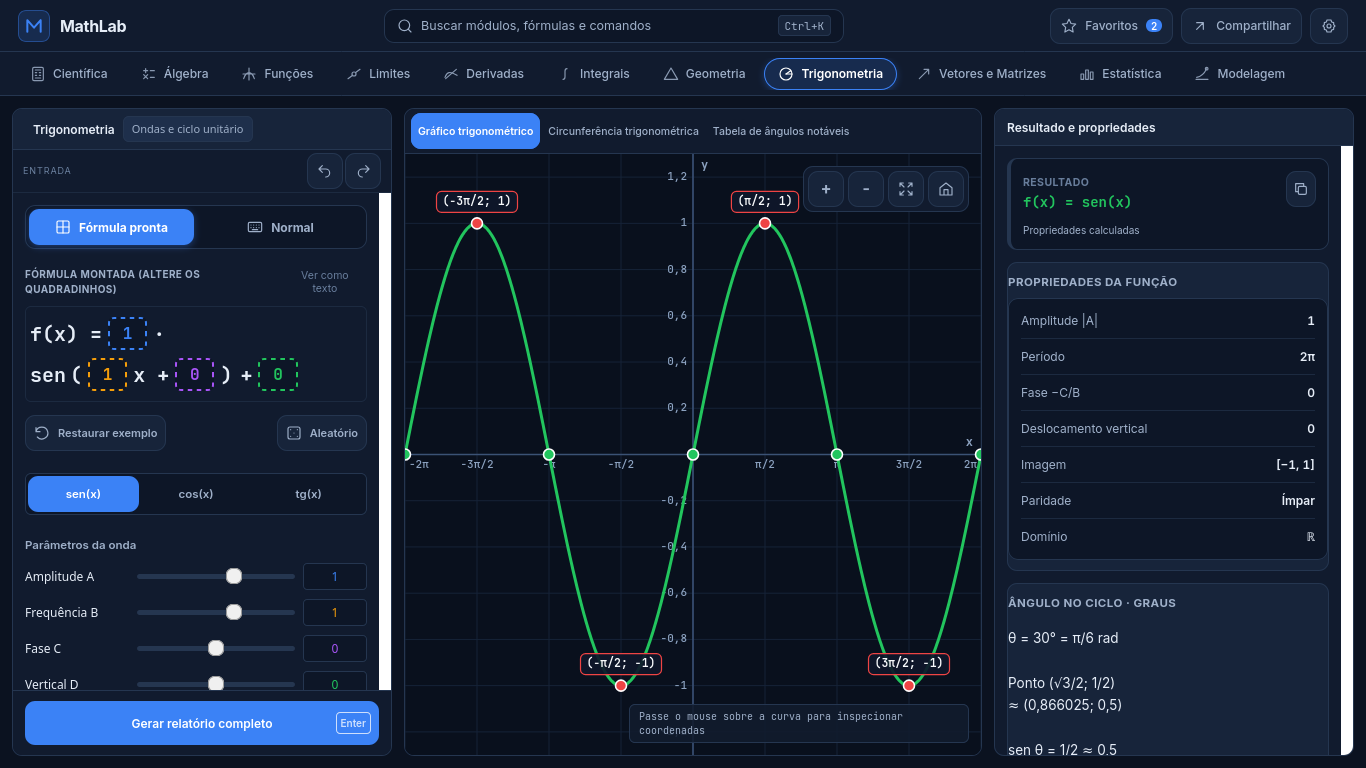 MathLab
Buscar módulos, fórmulas e comandos
Ctrl+K
Favoritos 2
Compartilhar
Científica
Álgebra
Funções
Limites
Derivadas
Integrais
Geometria
Trigonometria
Vetores e Matrizes
Estatística
Modelagem
Trigonometria
Ondas e ciclo unitário
ENTRADA
Fórmula pronta
Normal
FÓRMULA MONTADA (ALTERE OS
QUADRADINHOS)
Ver como
texto
f(x) = 1 ·
sen( 1 x + 0 ) + 0
Restaurar exemplo
Aleatório
sen(x)
cos(x)
tg(x)
Parâmetros da onda
Amplitude A 1
Frequência B 1
Fase C 0
Vertical D 0
Gerar relatório completo
Enter
Gráfico trigonométrico
Circunferência trigonométrica
Tabela de ângulos notáveis
y
+
-
1,2
(-3π/2; 1)
(π/2; 1)
1
0,8
0,6
0,4
0,2
x
-2π
-3π/2
-π
-π/2
π/2
π
3π/2
2π
-0,2
-0,4
-0,6
-0,8
(-π/2; -1)
(3π/2; -1)
-1
Passe o mouse sobre a curva para inspecionar
coordenadas
Resultado e propriedades
RESULTADO
f(x) = sen(x)
Propriedades calculadas
PROPRIEDADES DA FUNÇÃO
Amplitude |A| 1
Período 2π
Fase −C/B 0
Deslocamento vertical 0
Imagem [−1, 1]
Paridade Ímpar
Domínio ℝ
ÂNGULO NO CICLO · GRAUS
θ = 30° = π/6 rad
Ponto (√3/2; 1/2)
≈ (0,866025; 0,5)
sen θ = 1/2 ≈ 0,5